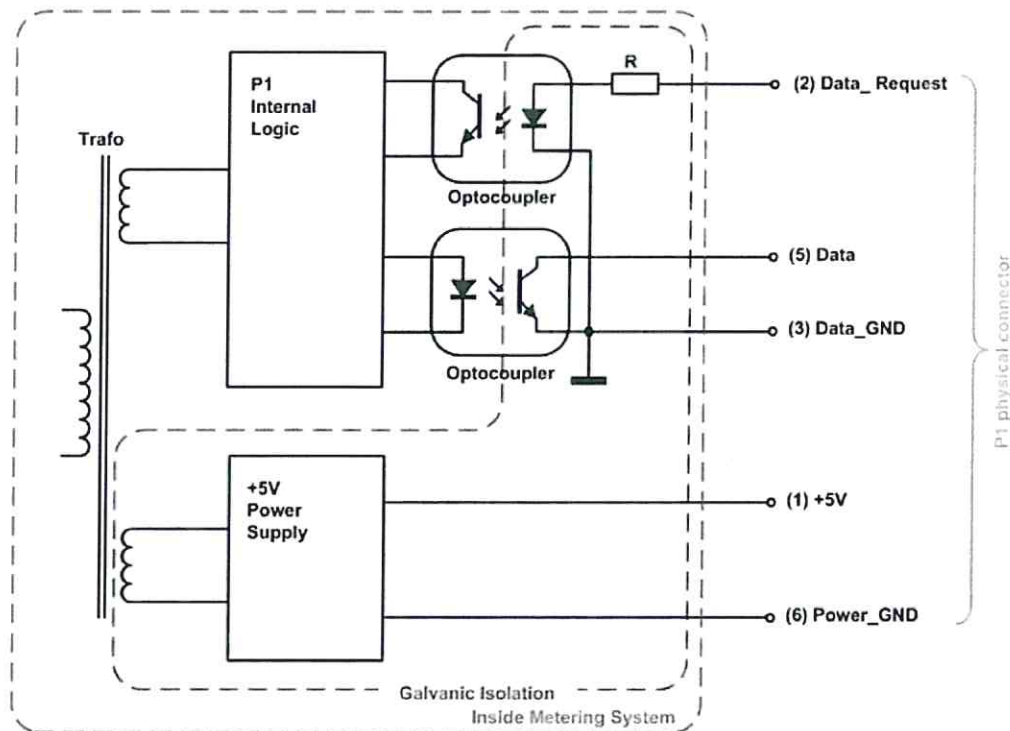 P1
Internal
Logic
Trafo
R
(2) Data_ Request
Optocoupler
(5) Data
(3) Data_GND
Optocoupler
P1 physical connector
+5V
Power
Supply
(1) +5V
(6) Power_GND
Galvanic Isolation
Inside Metering System